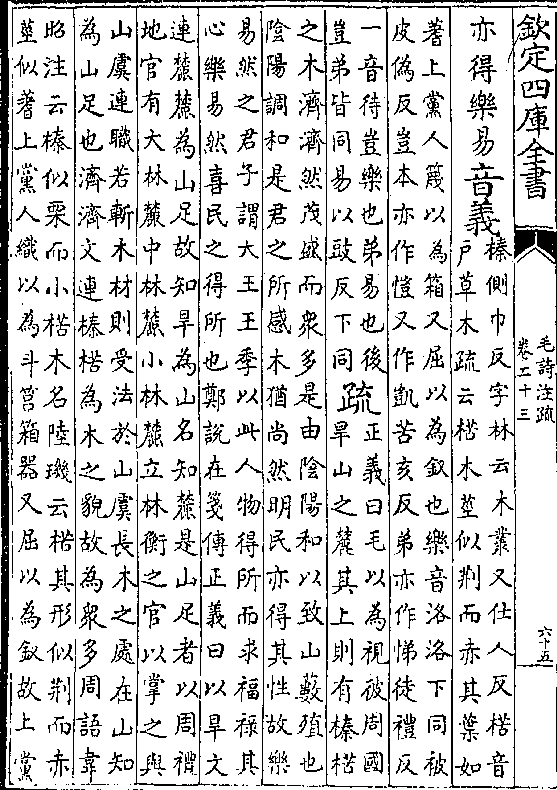 欽定四庫全書
毛詩注疏
卷二十三
六十五
亦得樂易音義
榛側巾反字林云木叢又仕人反楛音
戶草木疏云楛木莖似荆而赤其葉如
蓍上黨人篾以為箱又屈以為釵也樂音洛洛下同被
皮偽反豈本亦作愷又作凱苦亥反弟亦作悌徒禮反
一音待豈樂也弟易也後
豈弟皆同易以豉反下同
疏
正義曰毛以為視彼周國
旱山之麓其上則有榛楛
之木濟濟然茂盛而衆多是由陰陽和以致山藪殖也
陰陽調和是君之所感木猶尚然明民亦得其性故樂
易然之君子謂大王王季以此人物得所而求福禄其
心樂易然喜民之得所也鄭說在箋傳正義曰以旱文
連麓麓為山足故知旱為山名知麓是山足者以周禮
地官有大林麓中林麓小林麓立林衡之官以掌之與
山虞連職若斬木材則受法於山虞長木之處在山知
為山足也濟濟文連榛楛為木之貌故為衆多周語韋
昭注云榛似栗而小楛木名陸璣云楛其形似荆而赤
莖似蓍上黨人織以為斗筥箱器又屈以為釵故上黨